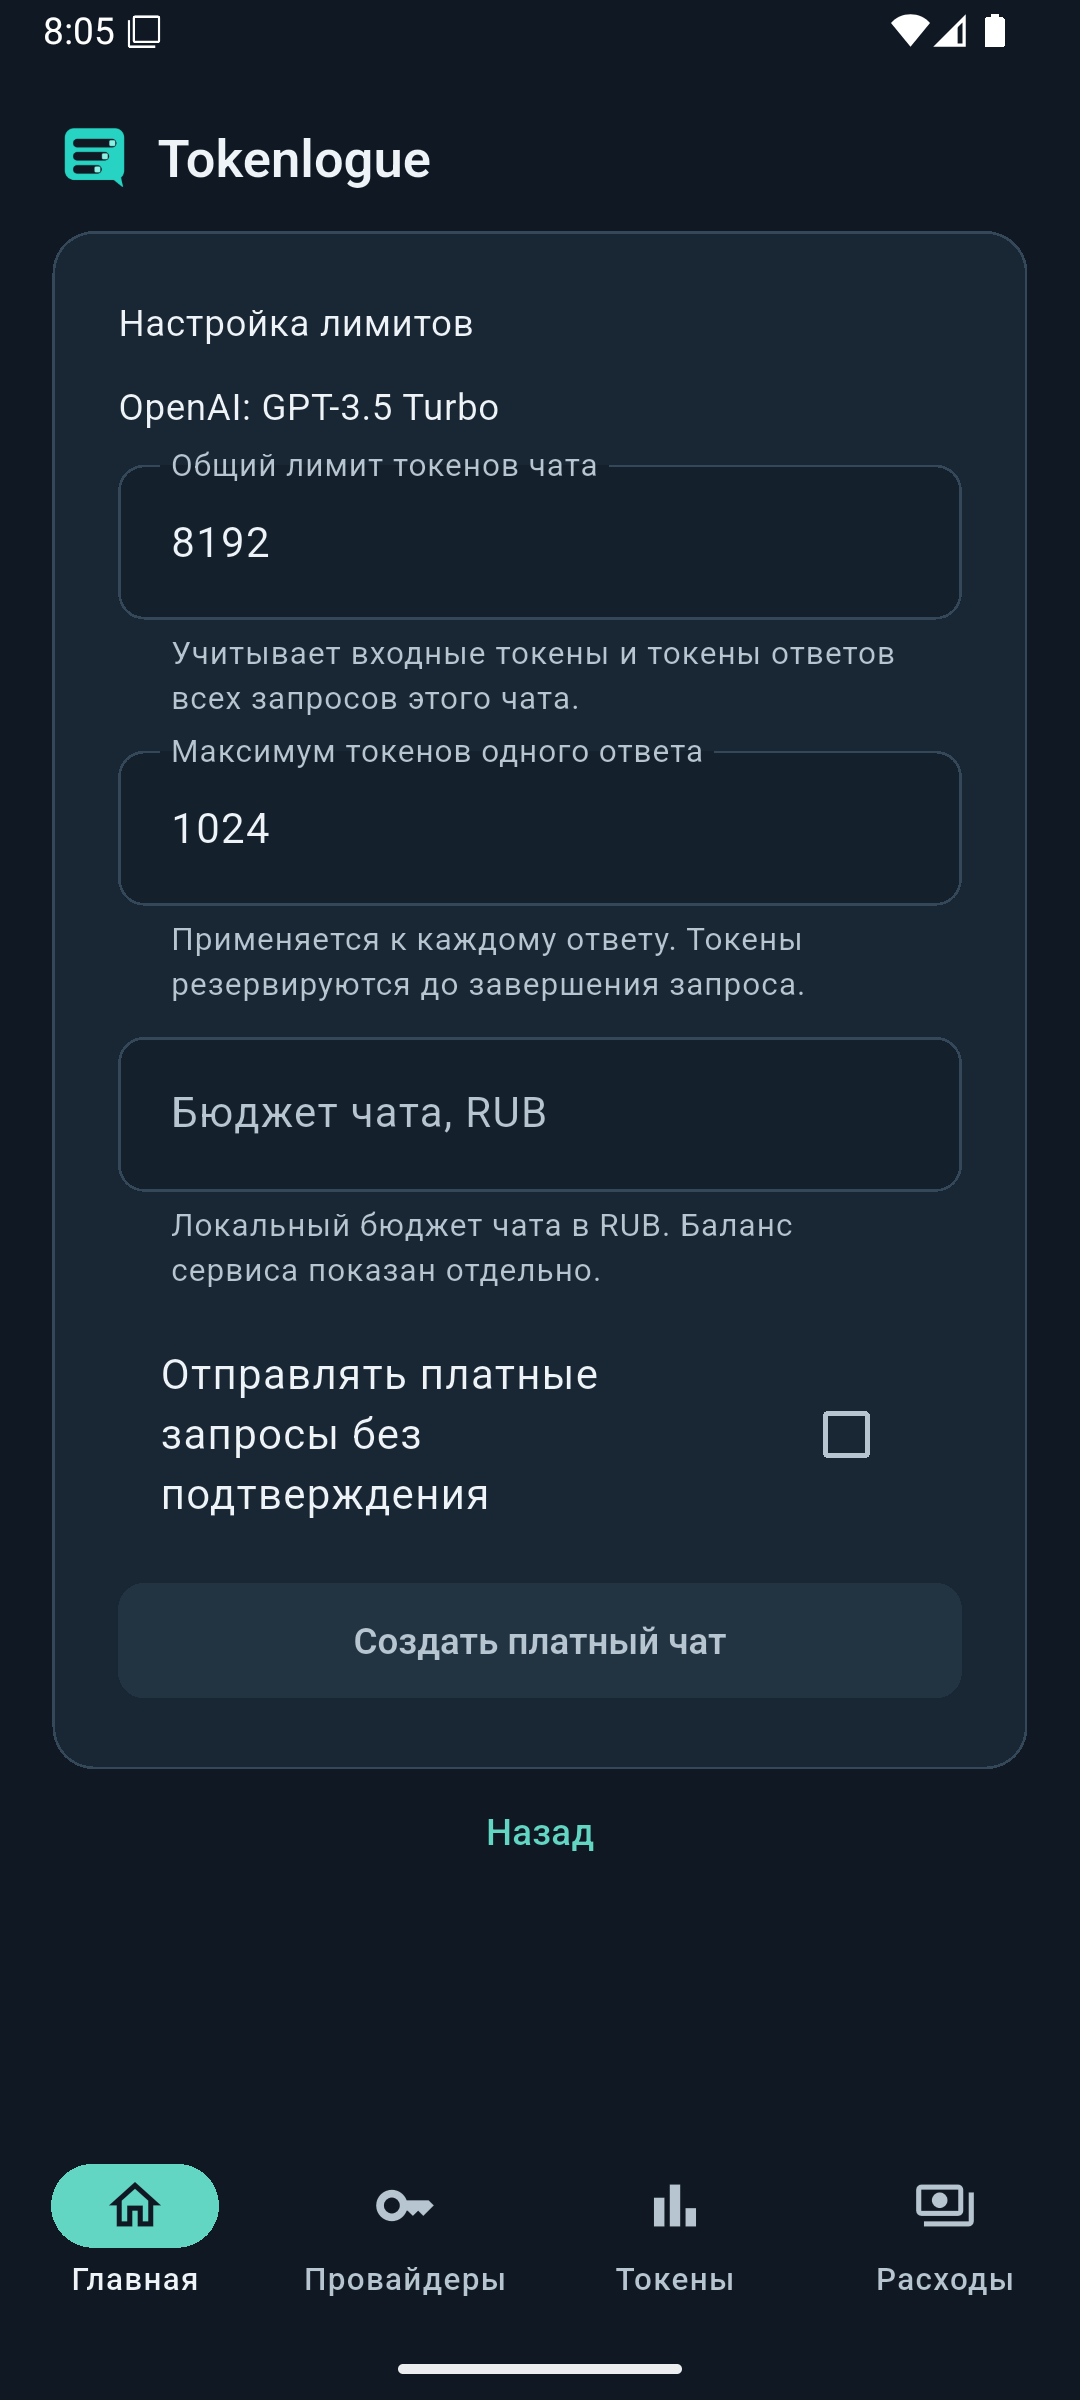 8:05
Tokenlogue
Настройка лимитов
OpenAI: GPT-3.5 Turbo
Общий лимит токенов чата
8192
Учитывает входные токены и токены ответов
всех запросов этого чата.
Максимум токенов одного ответа
1024
Применяется к каждому ответу. Токены
резервируются до завершения запроса.
Бюджет чата, RUB
Локальный бюджет чата в RUB. Баланс
сервиса показан отдельно.
Отправлять платные
запросы без
подтверждения
Создать платный чат
Назад
Главная
Провайдеры
Токены
Расходы